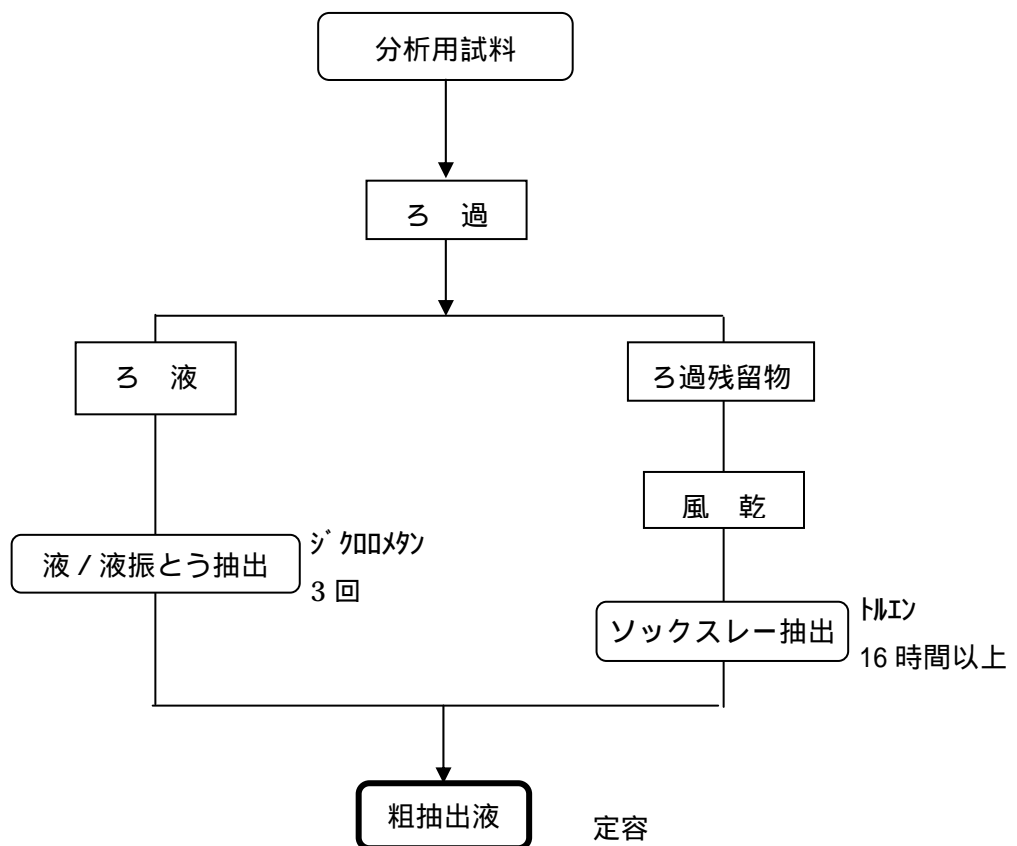 分析用試料
ろ 過
ろ 液
ろ過残留物
風 乾
液/液振とう抽出
ｼﾞｸﾛﾛﾒﾀﾝ
3 回
ソックスレー抽出
ﾄﾙｴﾝ
16 時間以上
粗抽出液
定容